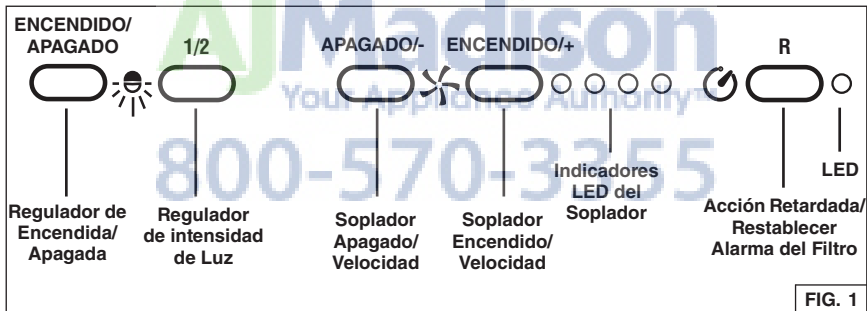 ENCENDIDO/
APAGADO
1/2
APAGADO/-
ENCENDIDO/+
R
AJMadison
Your Appliance Authority™
800-570-3355
Regulador de
Encendida/
Apagada
Regulador
de intensidad
de Luz
Soplador
Apagado/
Velocidad
Soplador
Encendido/
Velocidad
Indicadores
LED del
Soplador
Acción Retardada/
Restablecer
Alarma del Filtro
LED
FIG. 1